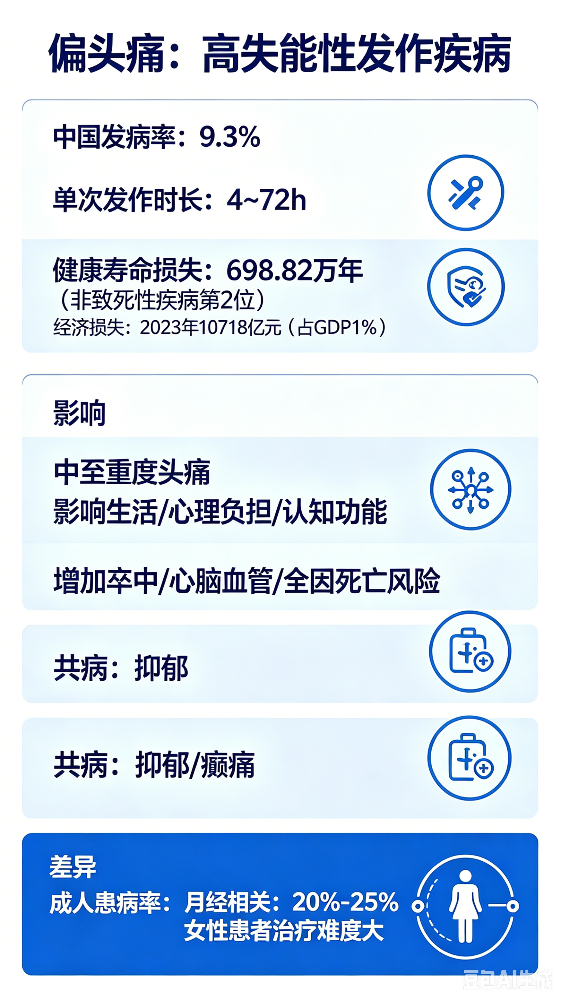 偏头痛：高失能性发作疾病
中国发病率：9.3%
单次发作时长：4~72h
健康寿命损失：698.82万年
（非致死性疾病第2位）
经济损失：2023年10718亿元（占GDP1%）
影响
中至重度头痛
影响生活/心理负担/认知功能
增加卒中/心脑血管/全因死亡风险
共病：抑郁
共病：抑郁/癫痛
差异
成人患病率：月经相关：20%-25%
女性患者治疗难度大
豆包AI生成